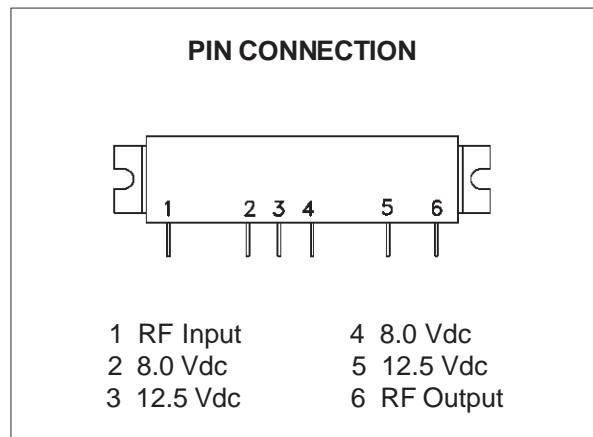 PIN CONNECTION
1 2 3 4 5 6
1 RF Input
2 8.0 Vdc
3 12.5 Vdc
4 8.0 Vdc
5 12.5 Vdc
6 RF Output